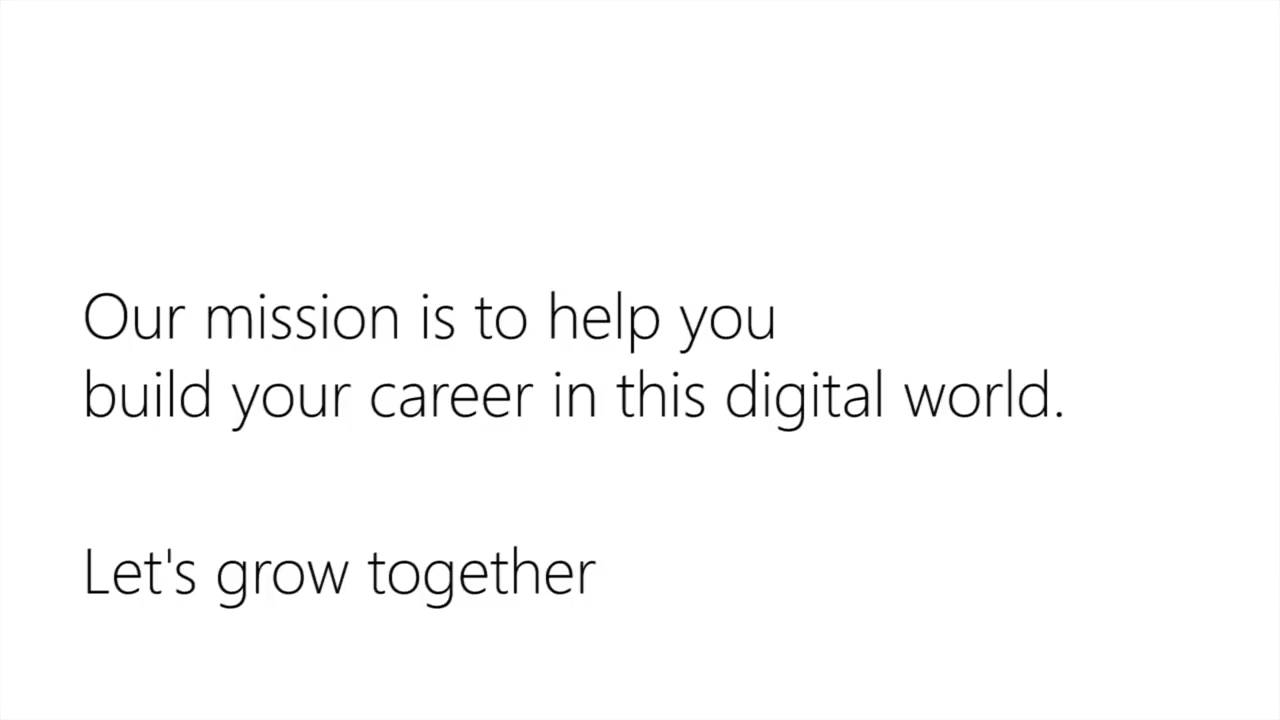 Our mission is to help you
build your career in this digital world.
Let's grow together